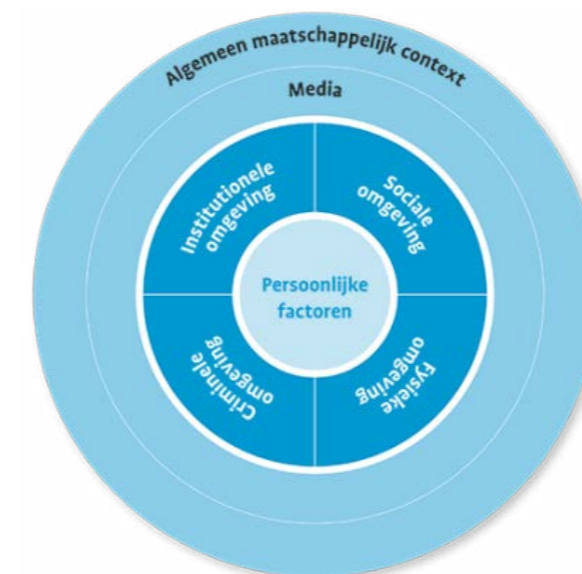 Algemeen maatschappelijk context
Media
Institutionele
omgeving
Sociale
omgeving
Persoonlijke
factoren
Criminele
omgeving
Fysieke
omgeving